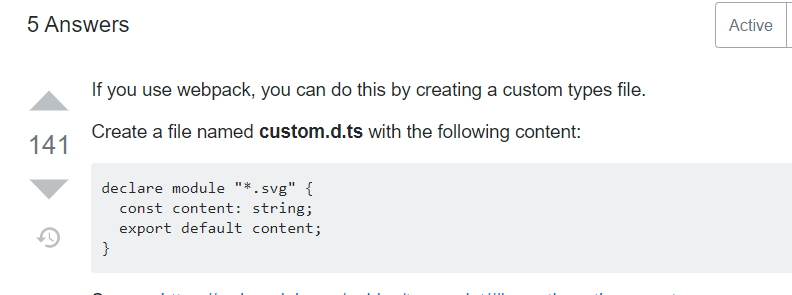 5 Answers
Active
If you use webpack, you can do this by creating a custom types file.
141
Create a file named custom.d.ts with the following content:
declare module "*.svg" {
  const content: string;
  export default content;
}